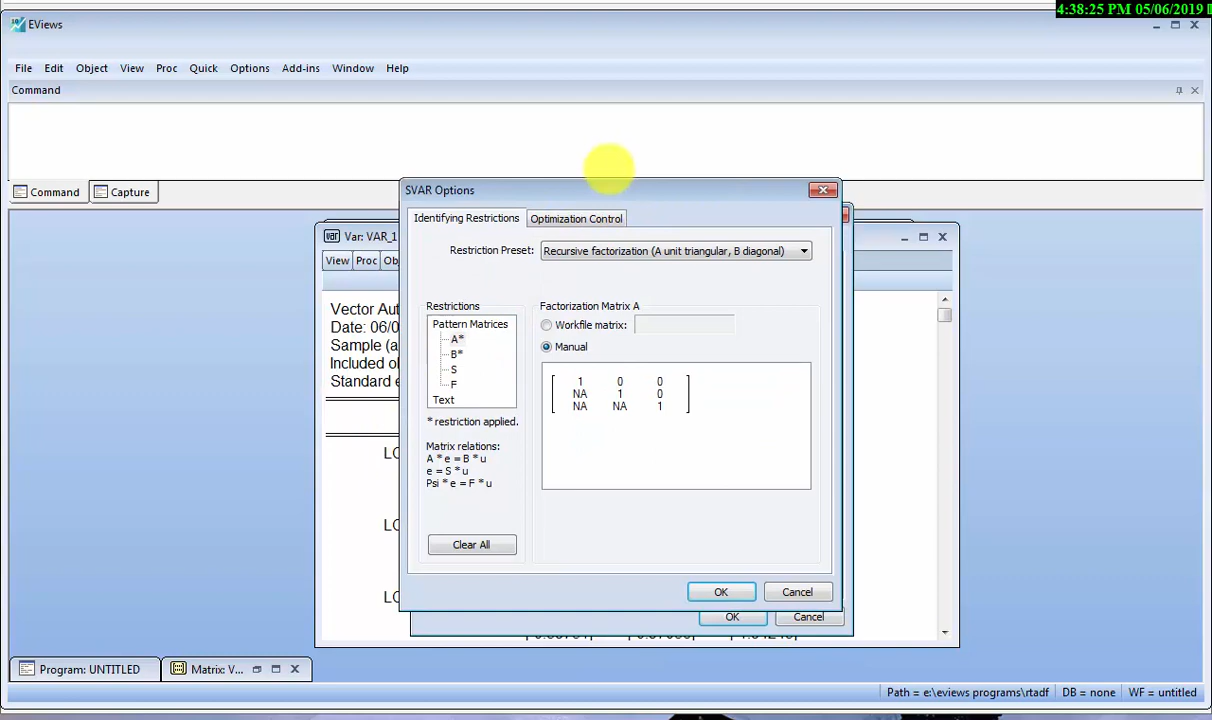 4:38:25 PM 05/06/2019
EViews
File Edit Object View Proc Quick Options Add-ins Window Help
Command
Command Capture
SVAR Options
Identifying Restrictions Optimization Control
Var: VAR_1
Restriction Preset: Recursive factorization (A unit triangular, B diagonal)
View Proc Obj
Vector Aut
Date: 06/0
Sample (a
Included o
Standard e
LO
LO
LO
Restrictions
Pattern Matrices
A*
B*
S
F
Text
* restriction applied.
Matrix relations:
A * e = B * u
e = S * u
Psi * e = F * u
Clear All
Factorization Matrix A
Workfile matrix:
Manual
1 0 0
NA 1 0
NA NA 1
OK Cancel
OK Cancel
Program: UNTITLED Matrix: V...
Path = e:\eviews programs\rtadf DB = none WF = untitled